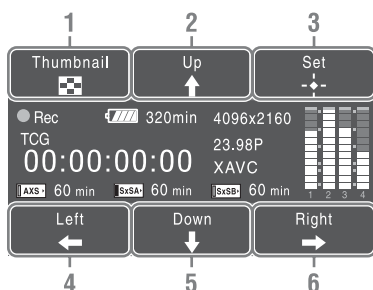 1 2 3
Thumbnail Up Set
Rec 320min 4096x2160
TCG 23.98P
00:00:00:00 XAVC
AXS 60 min SxSA 60 min SxSB 60 min 1 2 3 4
Left Down Right
4 5 6